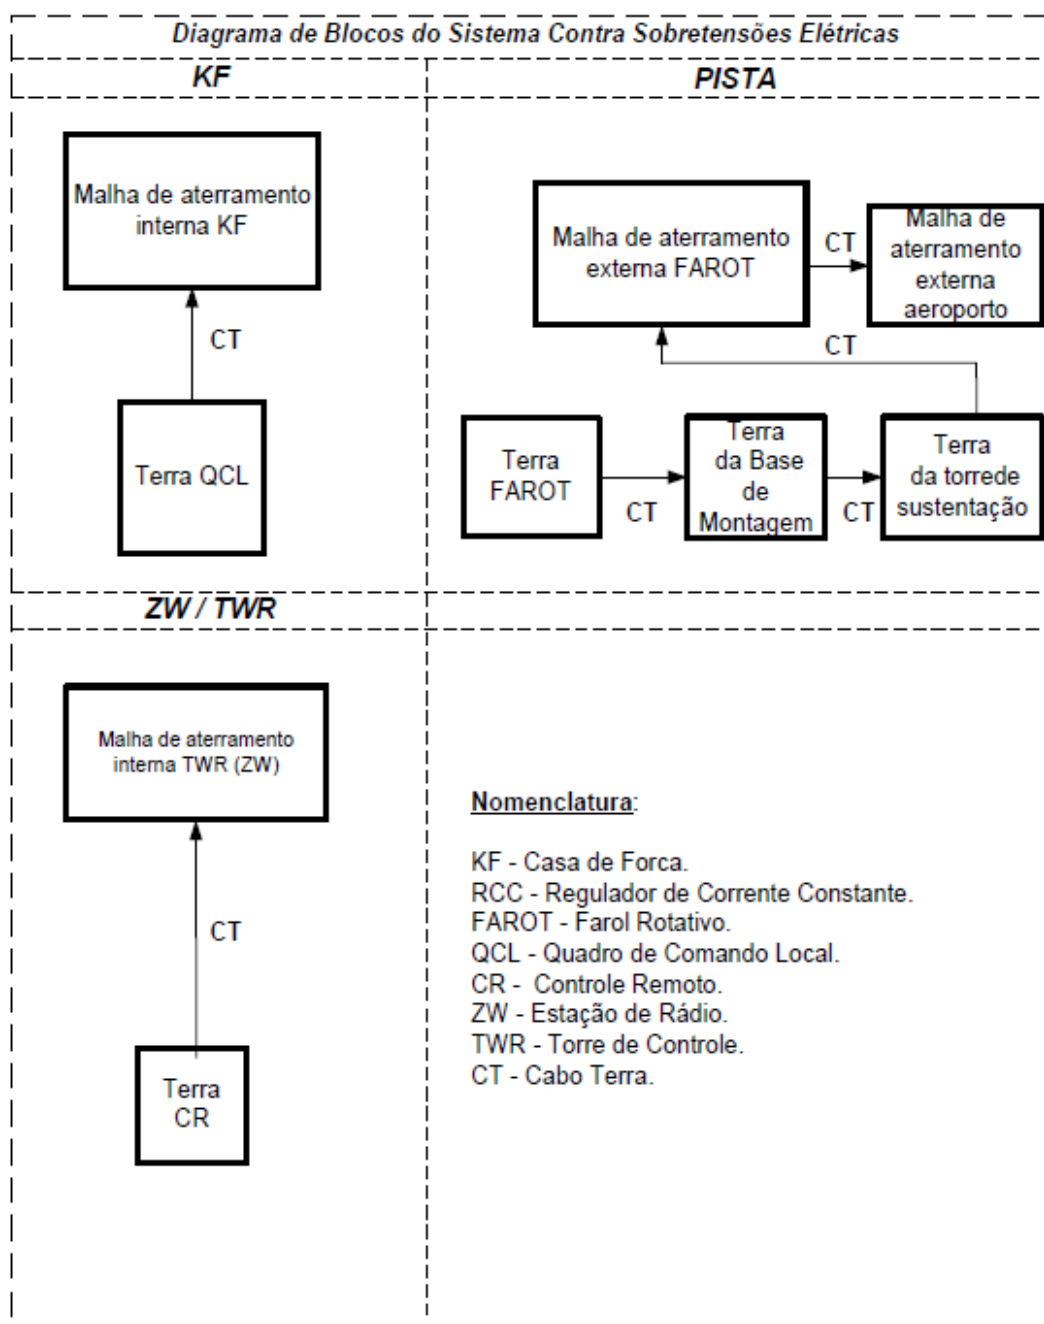 Diagrama de Blocos do Sistema Contra Sobretensões Elétricas
KF
PISTA
Malha de aterramento
interna KF
CT
Terra QCL
Malha de aterramento
externa FAROT
CT
Malha de
aterramento
externa
aeroporto
CT
Terra
FAROT
CT
Terra
da Base
de
Montagem
CT
Terra
da torrede
sustentação
ZW / TWR
Malha de aterramento
interna TWR (ZW)
CT
Terra
CR
Nomenclatura:
KF - Casa de Forca.
RCC - Regulador de Corrente Constante.
FAROT - Farol Rotativo.
QCL - Quadro de Comando Local.
CR - Controle Remoto.
ZW - Estação de Rádio.
TWR - Torre de Controle.
CT - Cabo Terra.